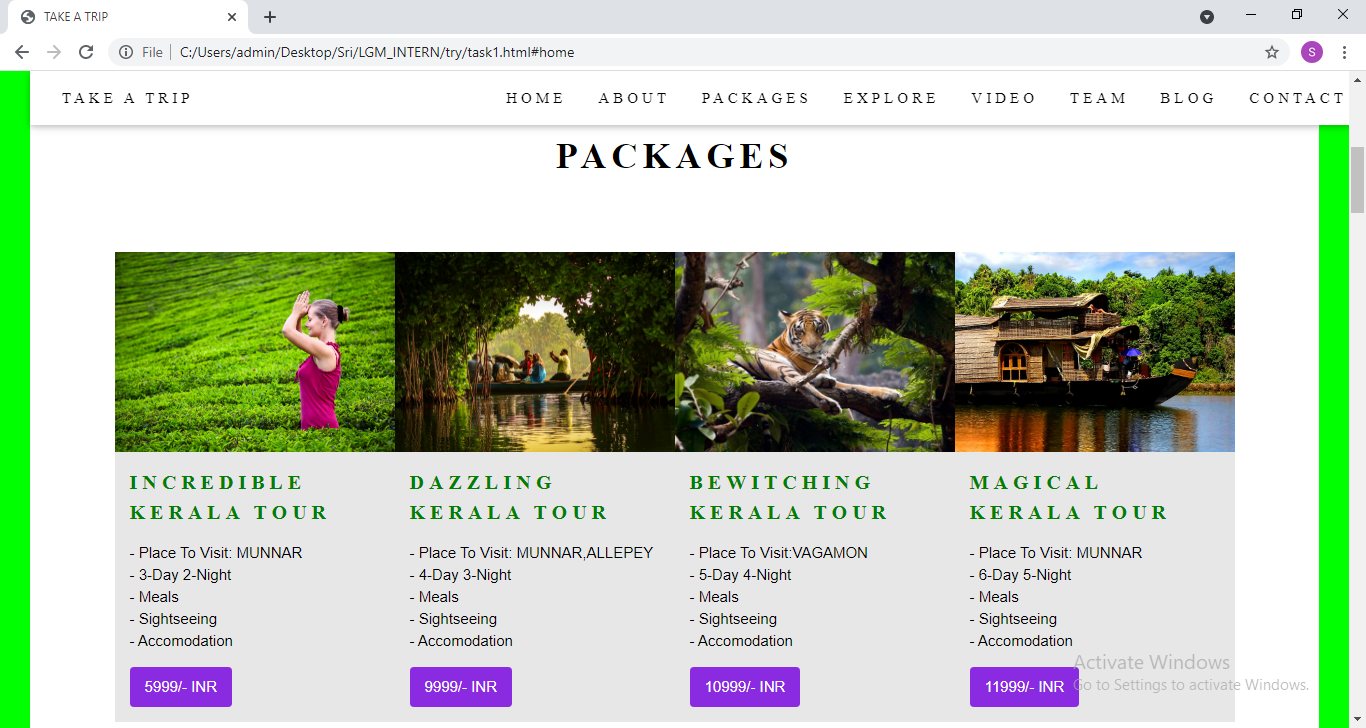 TAKE A TRIP
File C:/Users/admin/Desktop/Sri/LGM_INTERN/try/task1.html#home
S
TAKE A TRIP HOME ABOUT PACKAGES EXPLORE VIDEO TEAM BLOG CONTACT
PACKAGES
INCREDIBLE
KERALA TOUR
- Place To Visit: MUNNAR
- 3-Day 2-Night
- Meals
- Sightseeing
- Accomodation
5999/- INR
DAZZLING
KERALA TOUR
- Place To Visit: MUNNAR,ALLEPEY
- 4-Day 3-Night
- Meals
- Sightseeing
- Accomodation
9999/- INR
BEWITCHING
KERALA TOUR
- Place To Visit:VAGAMON
- 5-Day 4-Night
- Meals
- Sightseeing
- Accomodation
10999/- INR
MAGICAL
KERALA TOUR
- Place To Visit: MUNNAR
- 6-Day 5-Night
- Meals
- Sightseeing
- Accomodation
11999/- INR
Activate Windows
Go to Settings to activate Windows.